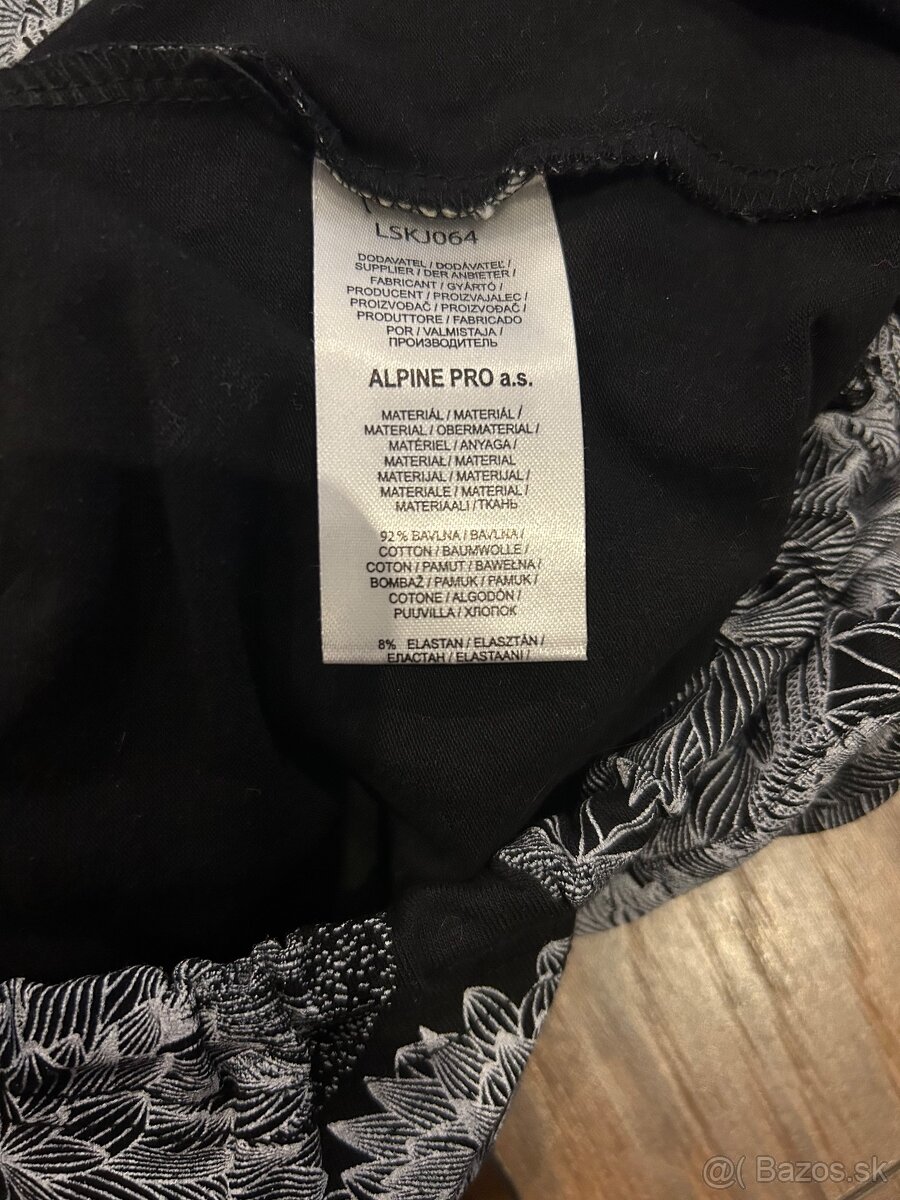 LSKJ064
DODAVATEL / DODÁVATEĽ /
SUPPLIER / DER ANBIETER /
FABRICANT / GYÁRTÓ /
PRODUCENT / PROIZVAJALEC /
PROIZVOĐAČ / PROIZVOĐAČ /
PRODUTTORE / FABRICADO
POR / VALMISTAJA /
ПРОИЗВОДИТЕЛЬ
ALPINE PRO a.s.
MATERIÁL / MATERIÁL /
MATERIAL / OBERMATERIAL /
MATÉRIEL / ANYAGA /
MATERIAŁ / MATERIAL
MATERIJAL / MATERIJAL /
MATERIALE / MATERIAL /
MATERIAALI / ТКАНЬ
92 % BAVLNA / BAVLNA /
COTTON / BAUMWOLLE /
COTON / PAMUT / BAWEŁNA /
BOMBAŽ / PAMUK / PAMUK /
COTONE / ALGODÓN /
PUUVILLA / ХЛОПОК
8% ELASTAN / ELASZTÁN /
ЕЛАСТАН / ELASTAANI /
@( Bazos.sk